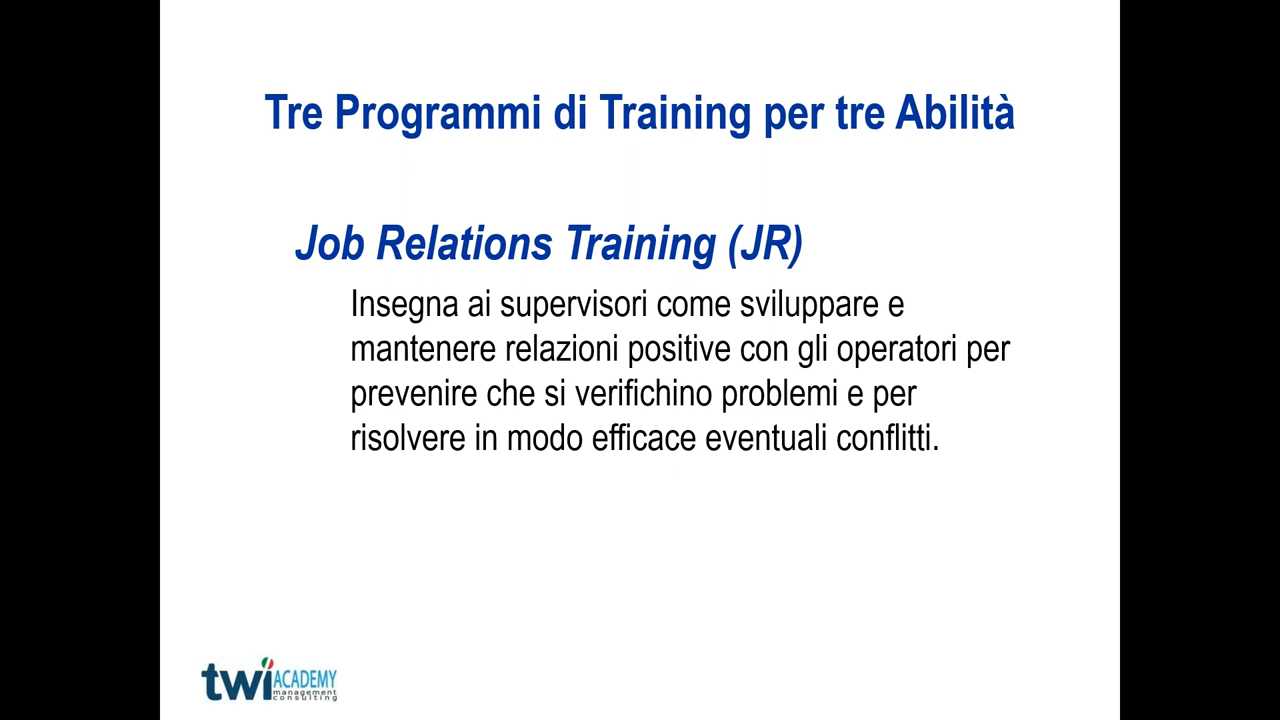 Tre Programmi di Training per tre Abilità
Job Relations Training (JR)
Insegna ai supervisori come sviluppare e
mantenere relazioni positive con gli operatori per
prevenire che si verifichino problemi e per
risolvere in modo efficace eventuali conflitti.
twi ACADEMY
management
consulting